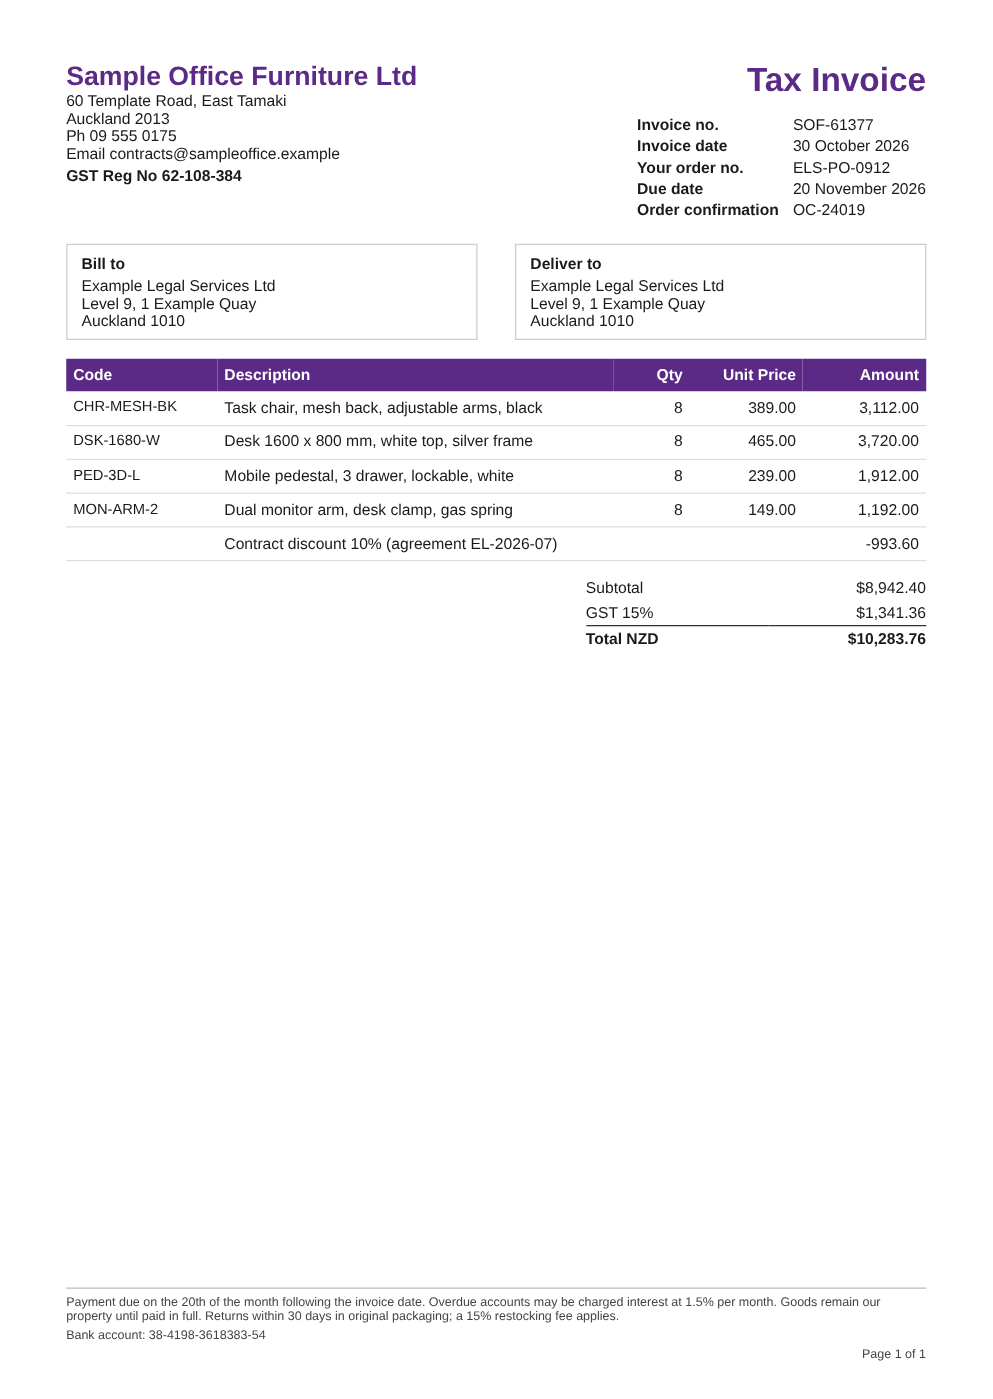 Sample Office Furniture Ltd
60 Template Road, East Tamaki
Auckland 2013
Ph 09 555 0175
Email contracts@sampleoffice.example
GST Reg No 62-108-384
Tax Invoice
Invoice no. SOF-61377
Invoice date 30 October 2026
Your order no. ELS-PO-0912
Due date 20 November 2026
Order confirmation OC-24019
Bill to
Example Legal Services Ltd
Level 9, 1 Example Quay
Auckland 1010
Deliver to
Example Legal Services Ltd
Level 9, 1 Example Quay
Auckland 1010
Code Description Qty Unit Price Amount
CHR-MESH-BK Task chair, mesh back, adjustable arms, black 8 389.00 3,112.00
DSK-1680-W Desk 1600 x 800 mm, white top, silver frame 8 465.00 3,720.00
PED-3D-L Mobile pedestal, 3 drawer, lockable, white 8 239.00 1,912.00
MON-ARM-2 Dual monitor arm, desk clamp, gas spring 8 149.00 1,192.00
Contract discount 10% (agreement EL-2026-07) -993.60
Subtotal $8,942.40
GST 15% $1,341.36
Total NZD $10,283.76
Payment due on the 20th of the month following the invoice date. Overdue accounts may be charged interest at 1.5% per month. Goods remain our
property until paid in full. Returns within 30 days in original packaging; a 15% restocking fee applies.
Bank account: 38-4198-3618383-54
Page 1 of 1